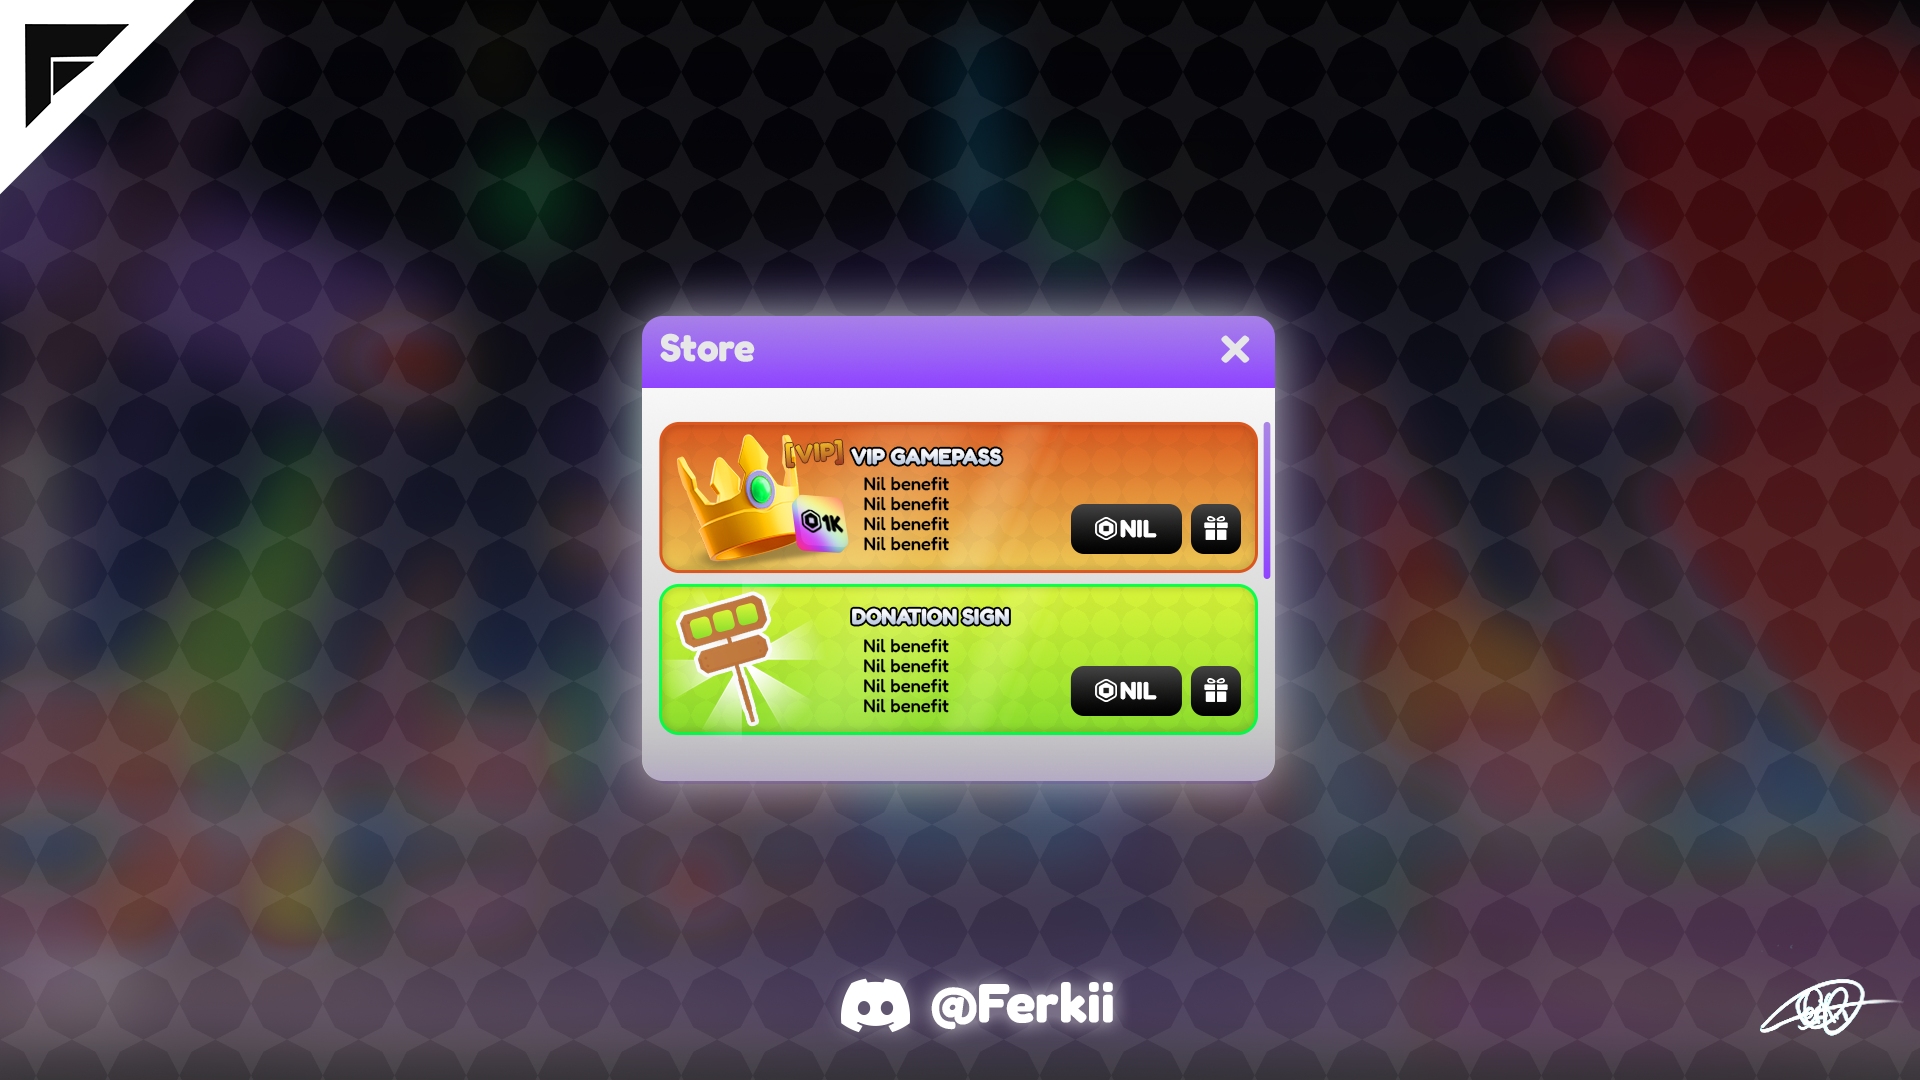 Store
[VIP]
VIP GAMEPASS
Nil benefit
Nil benefit
Nil benefit
Nil benefit
1K
NIL
DONATION SIGN
Nil benefit
Nil benefit
Nil benefit
Nil benefit
NIL
@Ferkii